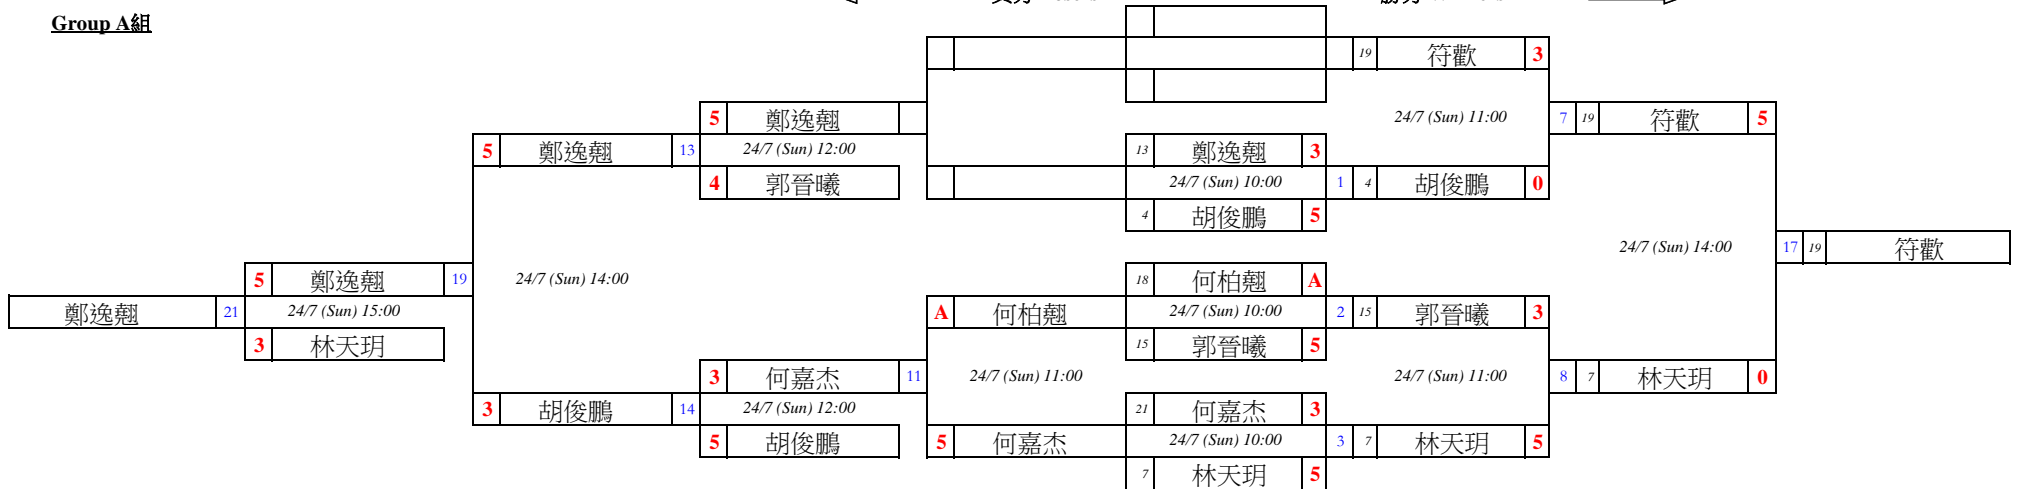 Group A組
19 符歡 3
5 鄭逸翹
24/7 (Sun) 11:00
7 19 符歡 5
5 鄭逸翹 13
24/7 (Sun) 12:00
13 鄭逸翹 3
4 郭晉曦
24/7 (Sun) 10:00
1 4 胡俊鵬 0
4 胡俊鵬 5
24/7 (Sun) 14:00
17 19 符歡
5 鄭逸翹 19
24/7 (Sun) 14:00
18 何柏翹 A
鄭逸翹 21
24/7 (Sun) 15:00
A 何柏翹
24/7 (Sun) 10:00
2 15 郭晉曦 3
3 林天玥
15 郭晉曦 5
3 何嘉杰 11
24/7 (Sun) 11:00
24/7 (Sun) 11:00
8 7 林天玥 0
3 胡俊鵬 14
24/7 (Sun) 12:00
21 何嘉杰 3
5 胡俊鵬
5 何嘉杰
24/7 (Sun) 10:00
3 7 林天玥 5
7 林天玥 5